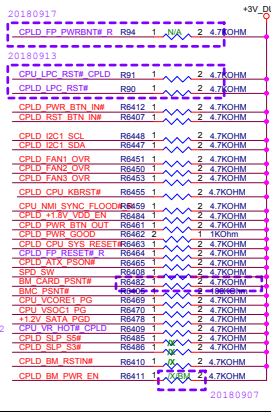 20180917
+3V_DU
CPLD_FP_PWRBNT#_R R94 1 N/A 2 4.7KOHM
20180913
CPU_LPC_RST#_CPLD R91 1 2 4.7KOHM
CPLD_LPC_RST# R90 1 2 4.7KOHM
CPLD_PWR_BTN_IN# R6412 1 2 4.7KOHM
CPLD_RST_BTN_IN# R6407 1 2 4.7KOHM
CPLD_I2C1_SCL R6448 1 2 4.7KOHM
CPLD_I2C1_SDA R6447 1 2 4.7KOHM
CPLD_FAN1_OVR R6451 1 2 4.7KOHM
CPLD_FAN2_OVR R6450 1 2 4.7KOHM
CPLD_FAN3_OVR R6453 1 2 4.7KOHM
CPLD_CPU_KBRST# R6455 1 2 4.7KOHM
CPU_NMI_SYNC_FLOOD# R6459 1 2 4.7KOHM
CPLD_+1.8V_VDD_EN R6484 1 2 4.7KOHM
CPLD_PWR_BTN_OUT R6461 1 2 4.7KOHM
CPLD_PWR_GOOD R6462 2 1 1KOhm
CPLD_CPU_SYS_RESET# R6463 1 2 4.7KOHM
CPLD_FP_RESET#_R R6464 1 2 4.7KOHM
CPLD_ATX_PSON# R6465 1 2 4.7KOHM
SPD_SW R6408 1 2 4.7KOHM
BM_CARD_PSNT# R6482 1 2 4.7KOHM
BMC_PSNT#
CPU_VCORE1_PG R6469 1 2 4.7KOHM
CPU_VSOC1_PG R6470 1 2 4.7KOHM
+1.2V_SATA_PGD R6478 1 2 4.7KOHM
CPU_VR_HOT#_CPLD R6409 1 2 4.7KOHM
CPLD_SLP_S5# R6485 1 /X 2 4.7KOHM
CPLD_SLP_S3# R6486 1 /X 2 4.7KOHM
CPLD_BM_RSTIN# R6410 1 /X 2 4.7KOHM
CPLD_BM_PWR_EN R6411 1 /X/BM 2 4.7KOHM
20180907